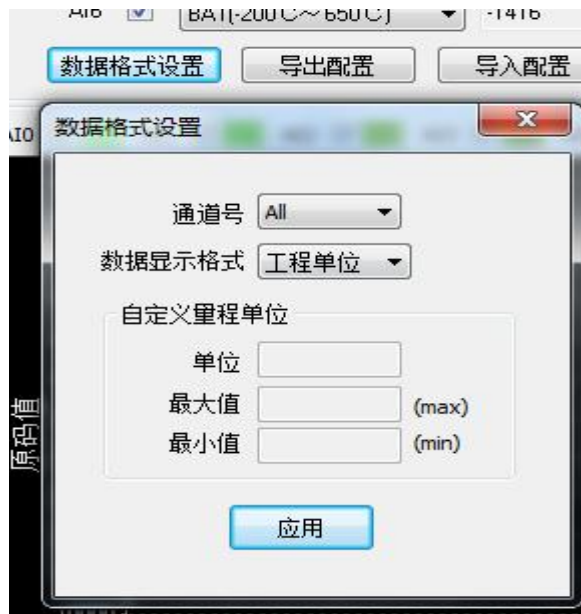 AI6 BA1(-200℃～650℃) -1416
数据格式设置 导出配置 导入配置
AI0
数据格式设置
通道号 All
数据显示格式 工程单位
自定义量程单位
单位
最大值 (max)
最小值 (min)
应用
原码值